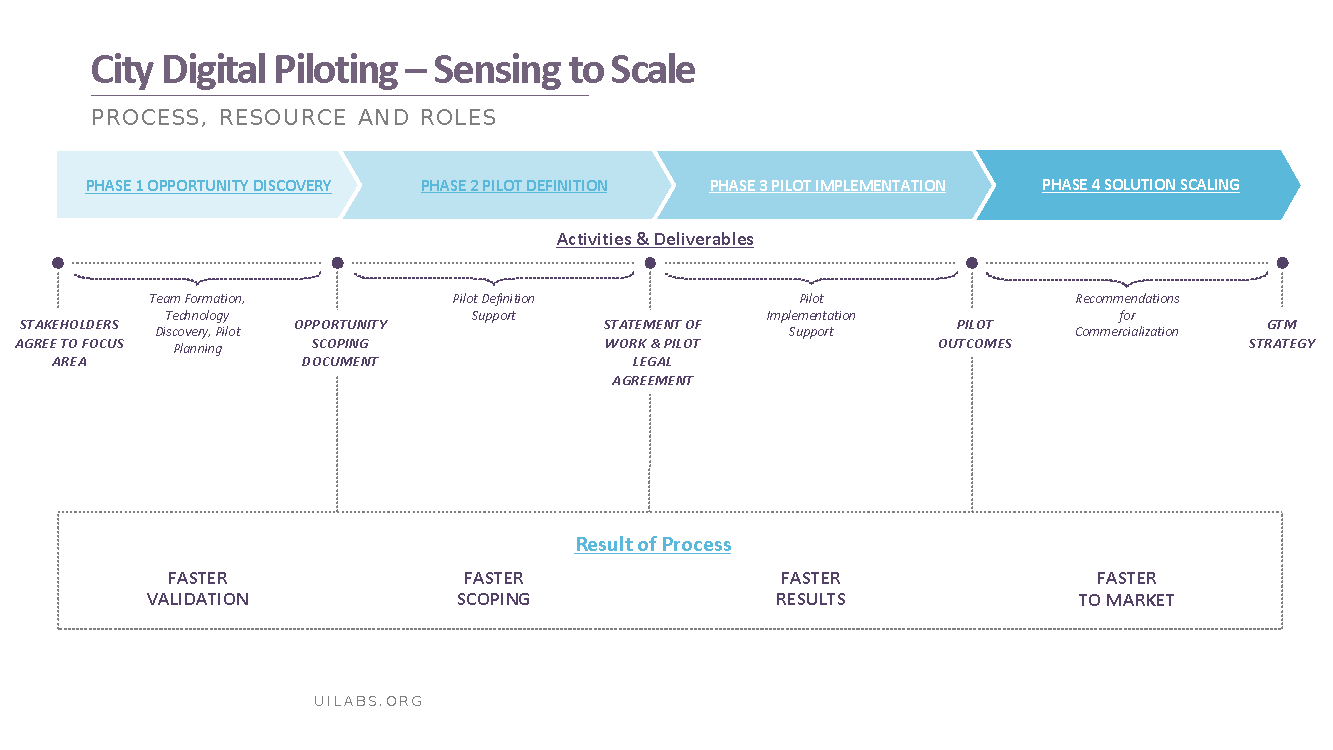 City Digital Piloting – Sensing to Scale
PROCESS, RESOURCE AND ROLES
PHASE 1 OPPORTUNITY DISCOVERY
PHASE 2 PILOT DEFINITION
PHASE 3 PILOT IMPLEMENTATION
PHASE 4 SOLUTION SCALING
Activities & Deliverables
STAKEHOLDERS
AGREE TO FOCUS
AREA
Team Formation,
Technology
Discovery, Pilot
Planning
OPPORTUNITY
SCOPING
DOCUMENT
Pilot Definition
Support
STATEMENT OF
WORK & PILOT
LEGAL
AGREEMENT
Pilot
Implementation
Support
PILOT
OUTCOMES
Recommendations
for
Commercialization
GTM
STRATEGY
Result of Process
FASTER
VALIDATION
FASTER
SCOPING
FASTER
RESULTS
FASTER
TO MARKET
UILABS.ORG